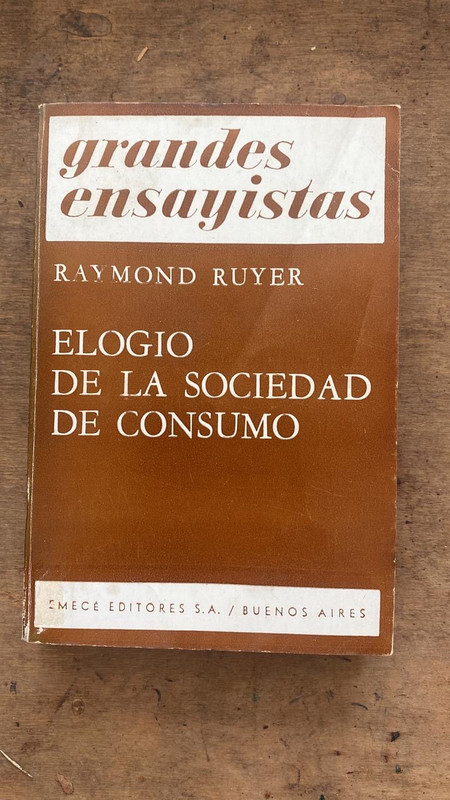 grandes
ensayistas
RAYMOND RUYER
ELOGIO
DE LA SOCIEDAD
DE CONSUMO
EMECÉ EDITORES S.A. / BUENOS AIRES